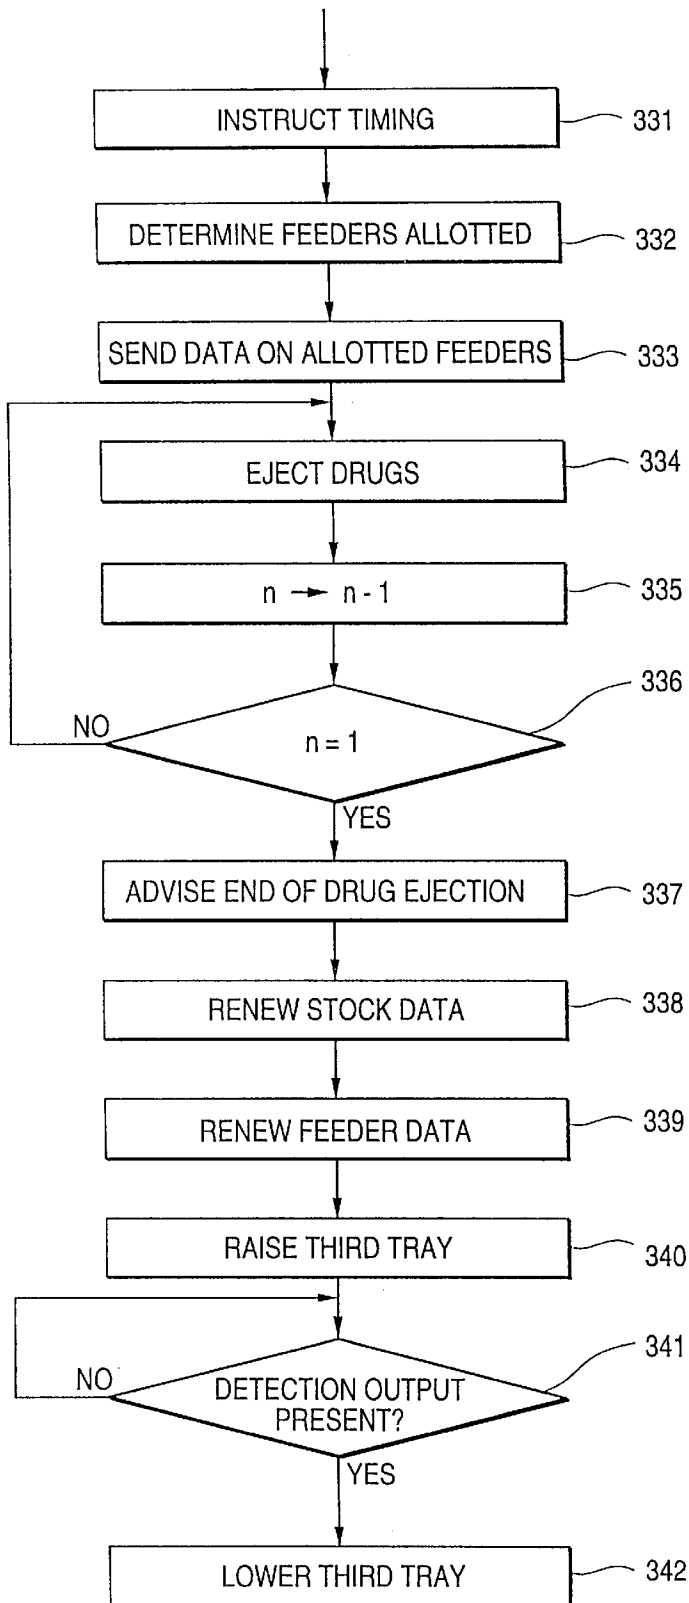 INSTRUCT TIMING
331
DETERMINE FEEDERS ALLOTTED
332
SEND DATA ON ALLOTTED FEEDERS
333
EJECT DRUGS
334
n → n - 1
335
336
NO
n = 1
YES
ADVISE END OF DRUG EJECTION
337
RENEW STOCK DATA
338
RENEW FEEDER DATA
339
RAISE THIRD TRAY
340
341
NO
DETECTION OUTPUT
PRESENT?
YES
LOWER THIRD TRAY
342